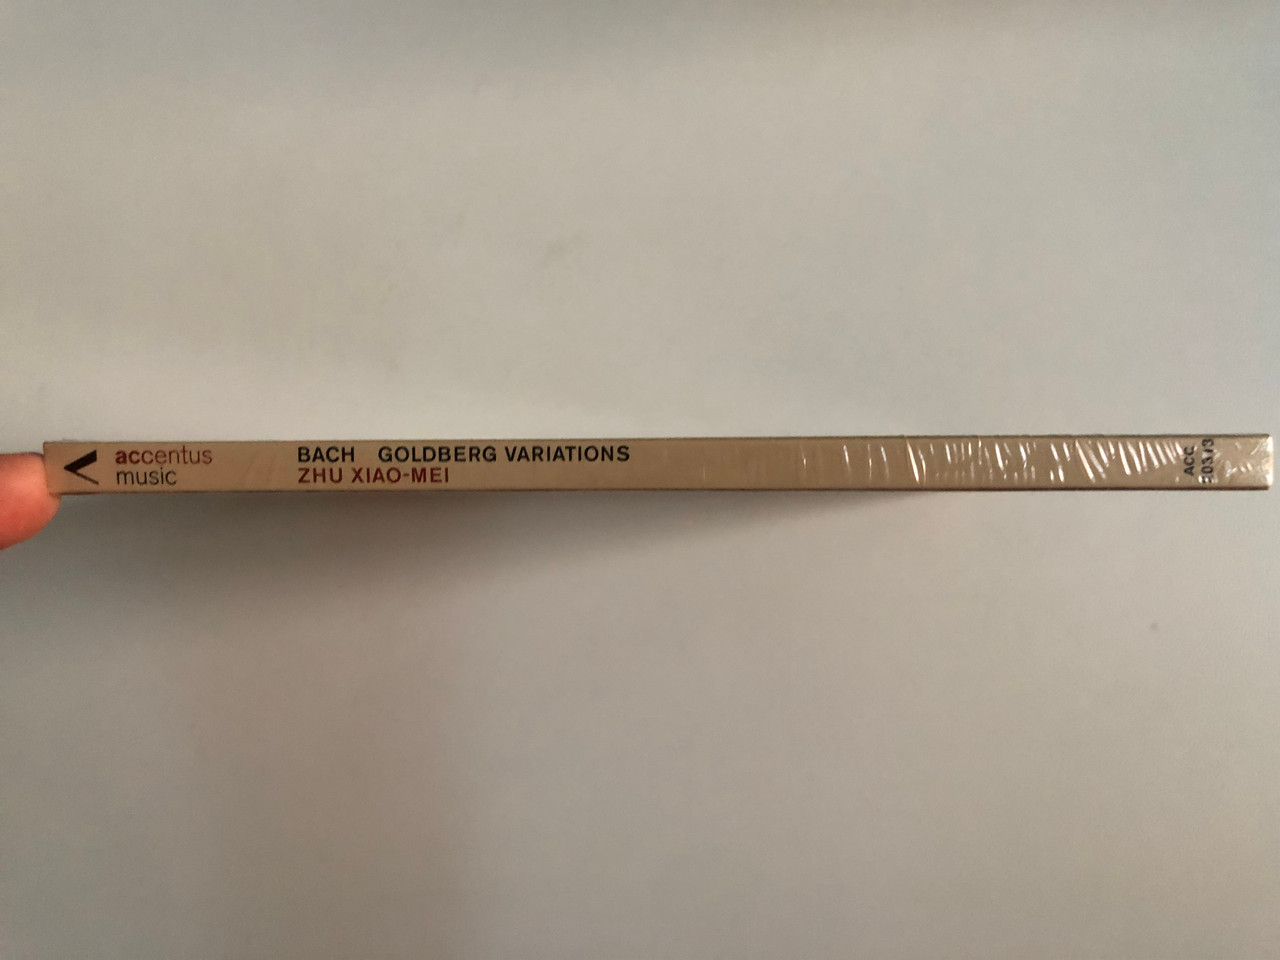 accentus
music
BACH GOLDBERG VARIATIONS
ZHU XIAO-MEI
ACC